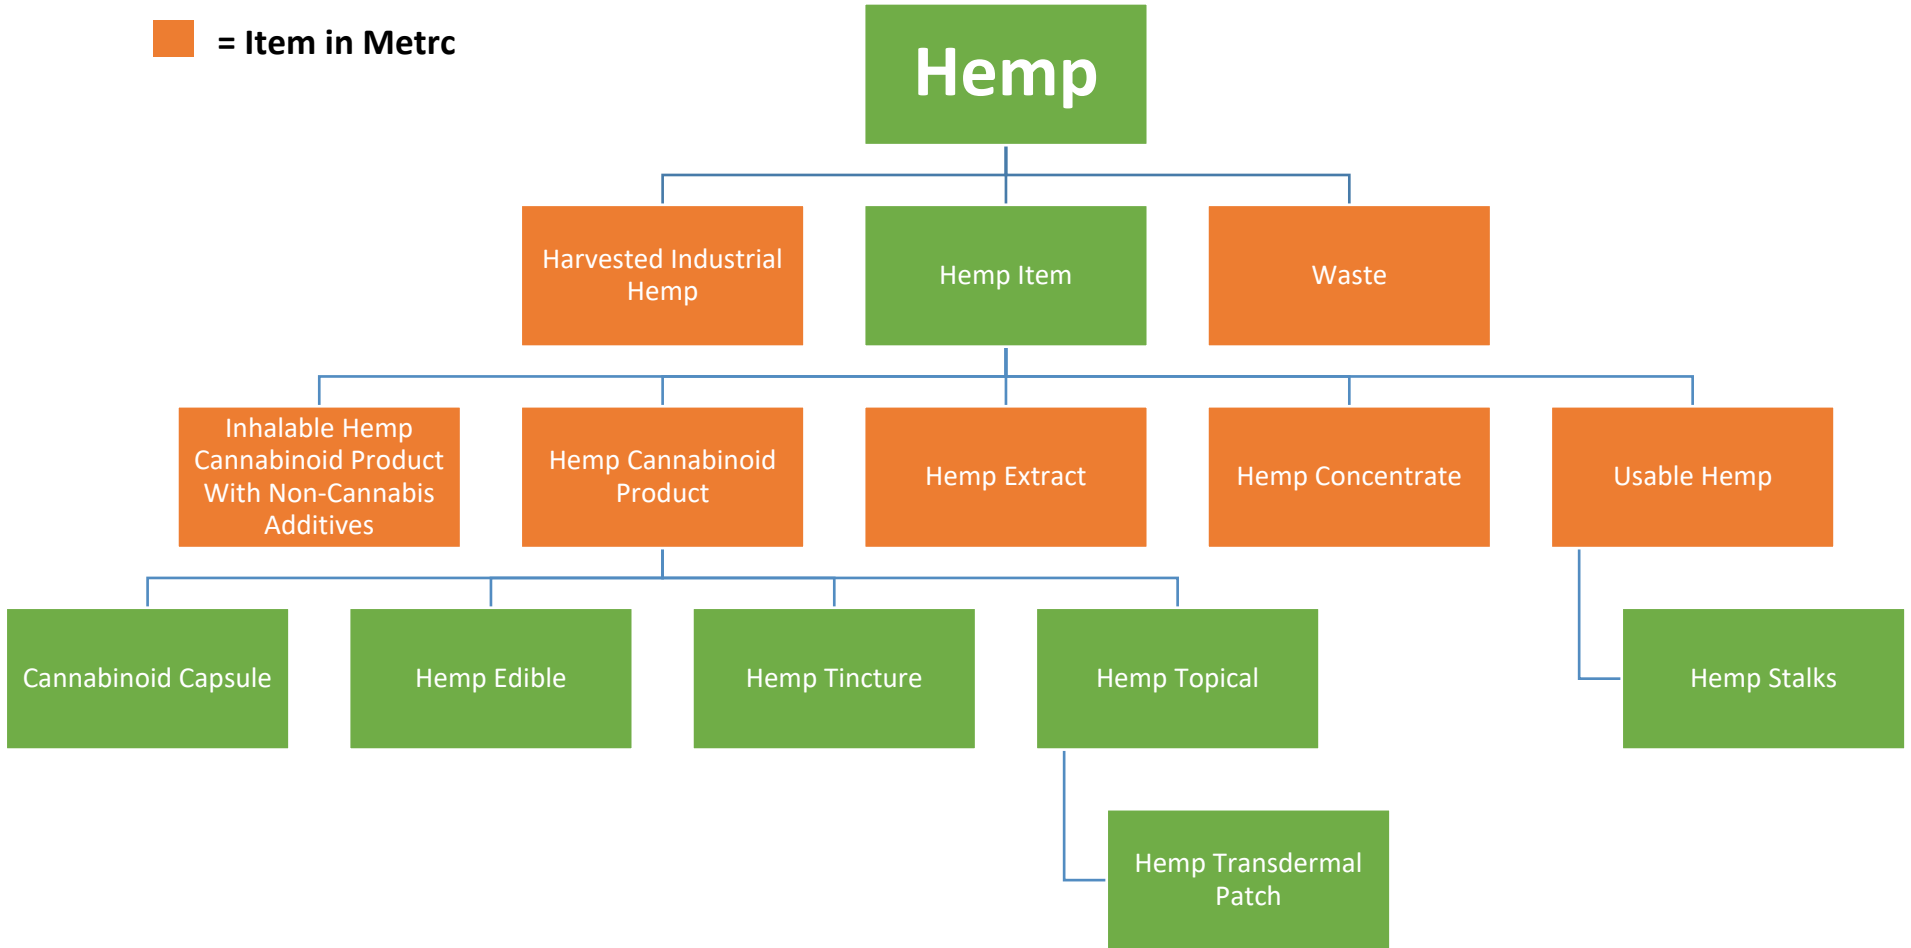 = Item in Metrc
Hemp
Harvested Industrial
Hemp
Hemp Item
Waste
Inhalable Hemp
Cannabinoid Product
With Non-Cannabis
Additives
Hemp Cannabinoid
Product
Hemp Extract
Hemp Concentrate
Usable Hemp
Cannabinoid Capsule
Hemp Edible
Hemp Tincture
Hemp Topical
Hemp Stalks
Hemp Transdermal
Patch